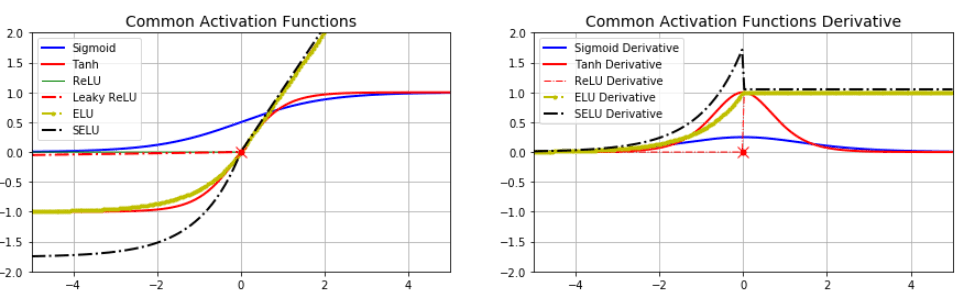 Common Activation Functions
2.0
1.5
1.0
0.5
0.0
−0.5
−1.0
−1.5
−2.0
Sigmoid
Tanh
ReLU
Leaky ReLU
ELU
SELU
−4
−2
0
2
4
Common Activation Functions Derivative
2.0
1.5
1.0
0.5
0.0
−0.5
−1.0
−1.5
−2.0
Sigmoid Derivative
Tanh Derivative
ReLU Derivative
ELU Derivative
SELU Derivative
−4
−2
0
2
4